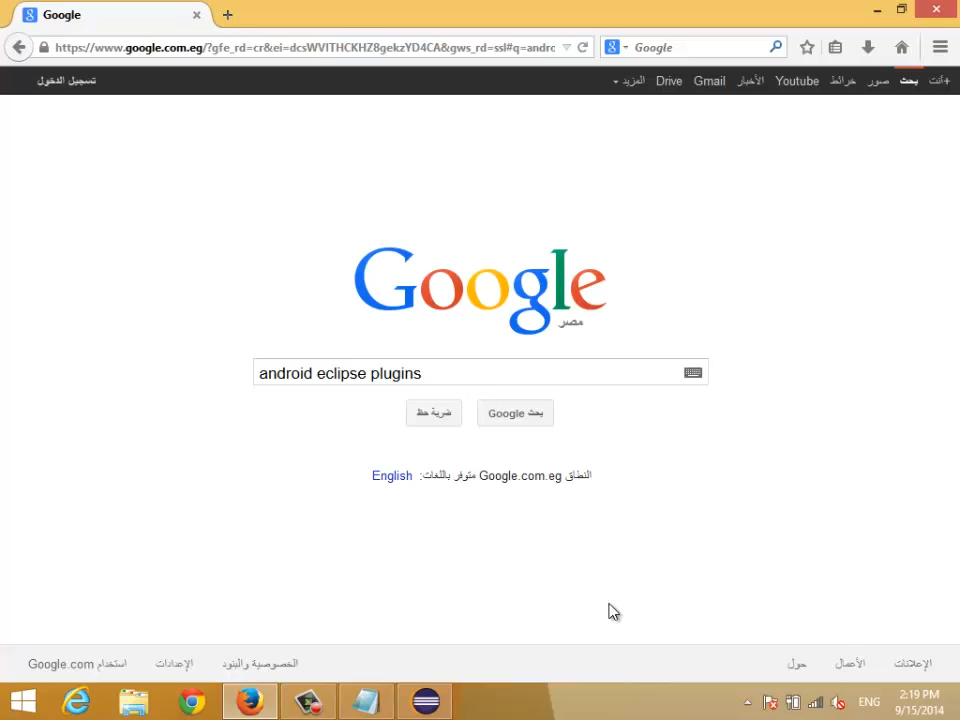 Google
https://www.google.com.eg/?gfe_rd=cr&ei=dcsWVITHCKHZ8gekzYD4CA&gws_rd=ssl#q=andro
Google
+أنت بحث صور خرائط Youtube الأخبار Gmail Drive المزيد
تسجيل الدخول
Google
مصر
android eclipse plugins
بحث Google
ضربة حظ
النطاق Google.com.eg متوفر باللغات: English
الإعلانات الأعمال حول
الخصوصية والبنود الإعدادات استخدام Google.com
ENG
2:19 PM
9/15/2014